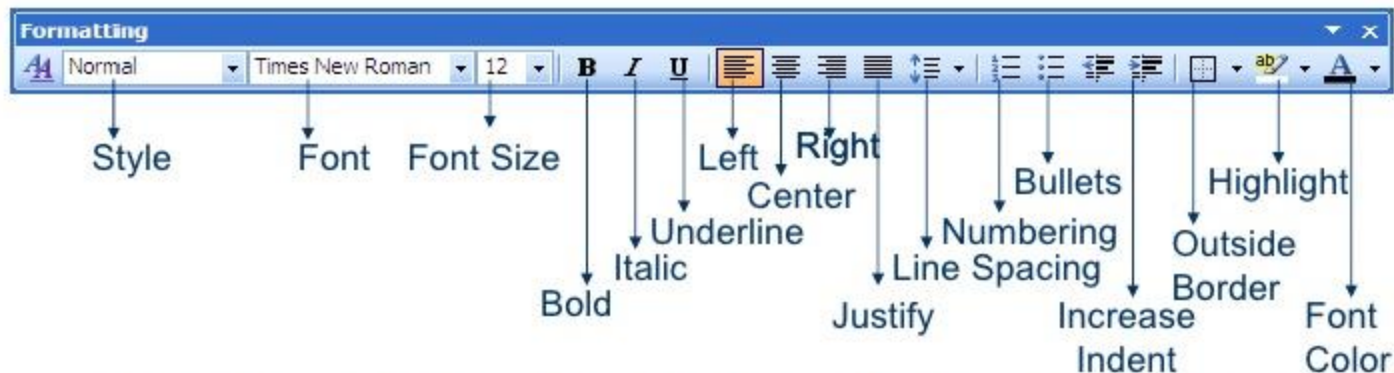 Formatting
Normal Times New Roman 12 B I U ab A
Style Font Font Size Left Right
Center Bullets Highlight
Underline Numbering Outside
Border
Italic Line Spacing
Bold Justify Increase
Indent Font
Color